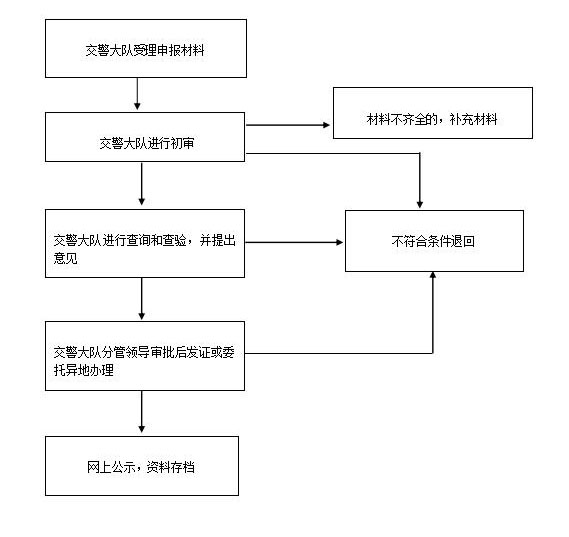 交警大队受理申报材料
材料不齐全的，补充材料
交警大队进行初审
交警大队进行查询和查验，并提出
意见
不符合条件退回
交警大队分管领导审批后发证或委
托异地办理
网上公示，资料存档